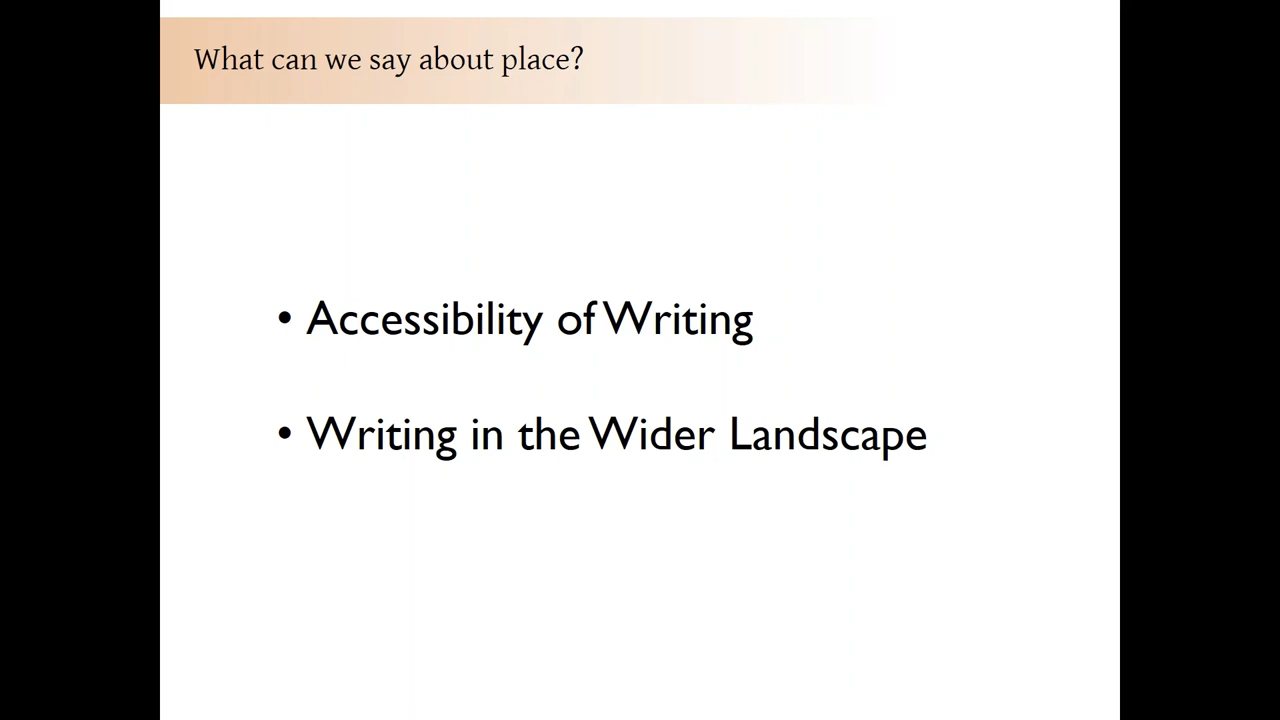 What can we say about place?
• Accessibility of Writing
• Writing in the Wider Landscape